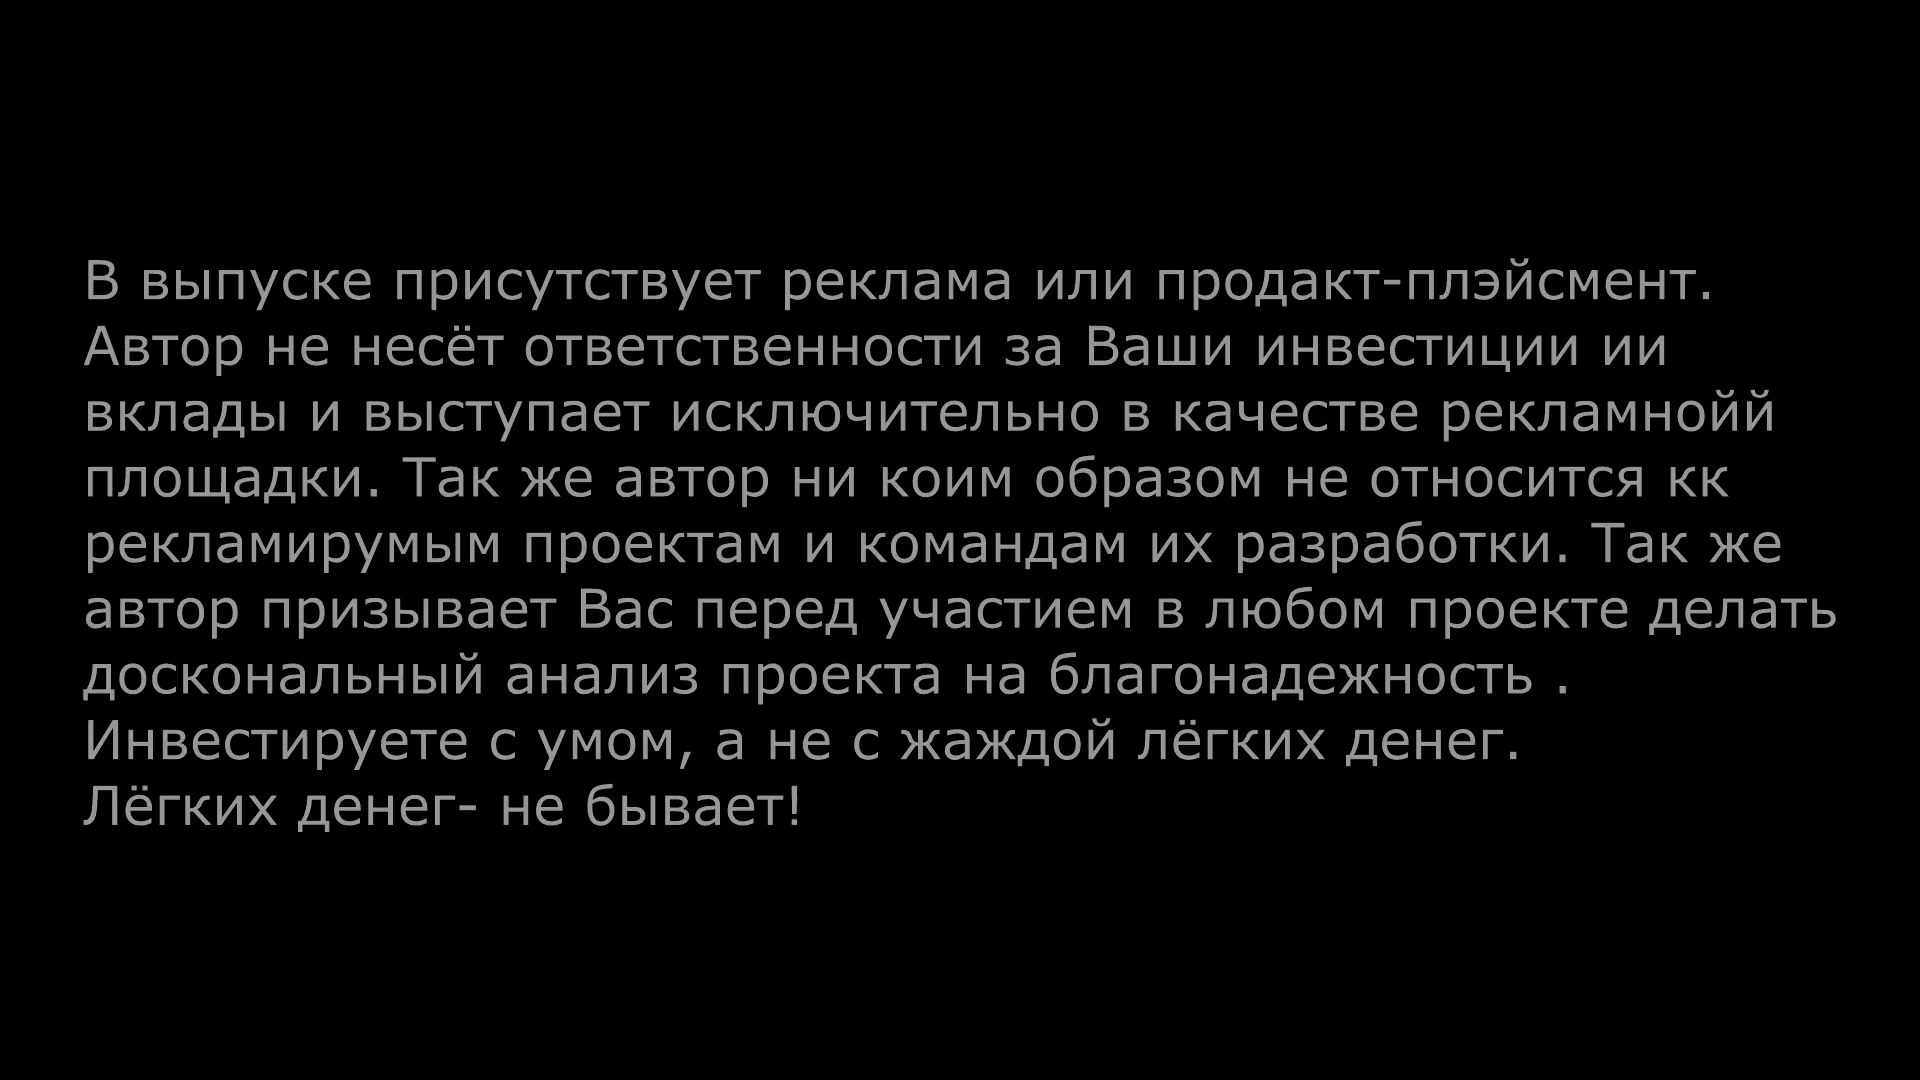 В выпуске присутствует реклама или продакт-плэйсмент.
Автор не несёт ответственности за Ваши инвестиции ии
вклады и выступает исключительно в качестве рекламнойй
площадки. Так же автор ни коим образом не относится кк
рекламирумым проектам и командам их разработки. Так же
автор призывает Вас перед участием в любом проекте делать
доскональный анализ проекта на благонадежность .
Инвестируете с умом, а не с жаждой лёгких денег.
Лёгких денег- не бывает!